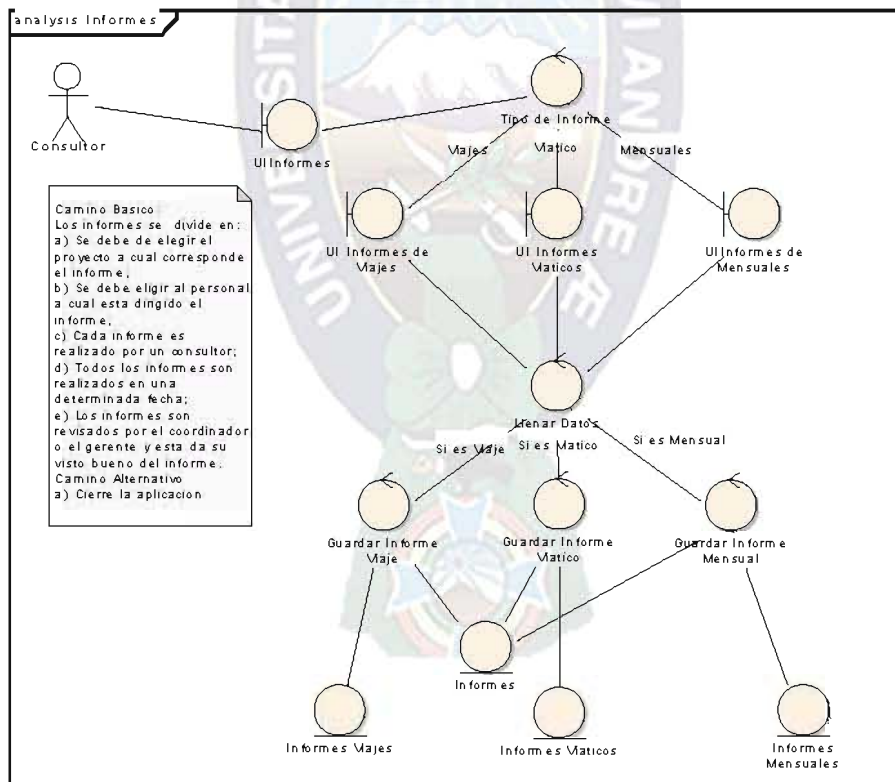 analysis Informes
Consultor
UI Informes
Tipo de Informe
Viajes
Viatico
Mensuales
UI Informes de
Viajes
UI Informes
Viaticos
UI Informes de
Mensuales
Camino Basico
Los informes se divide en:
a) Se debe de elegir el
proyecto a cual corresponde
el informe;
b) Se debe eligir al personal
a cual esta dirigido el
informe;
c) Cada informe es
realizado por un consultor;
d) Todos los informes son
realizados en una
determinada fecha;
e) Los informes son
revisados por el coordinador
o el gerente y esta da su
visto bueno del informe;
Camino Alternativo
a) Cierre la aplicacion
Llenar Datos
Si es Viaje
Si es Viatico
Si es Mensual
Guardar Informe
Viaje
Guardar Informe
Viatico
Guardar Informe
Mensual
Informes
Informes Viajes
Informes Viaticos
Informes
Mensuales